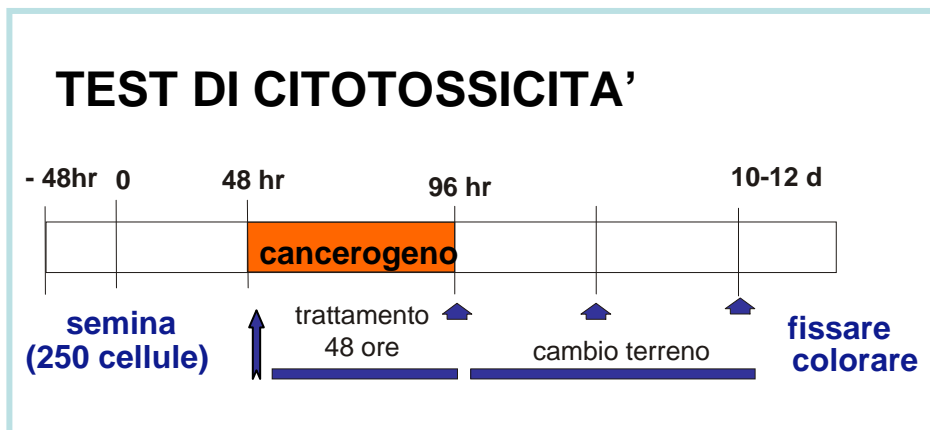 TEST DI CITOTOSSICITA’
- 48hr 0 48 hr 96 hr 10-12 d
cancerogeno
semina
(250 cellule)
trattamento
48 ore
cambio terreno
fissare
colorare